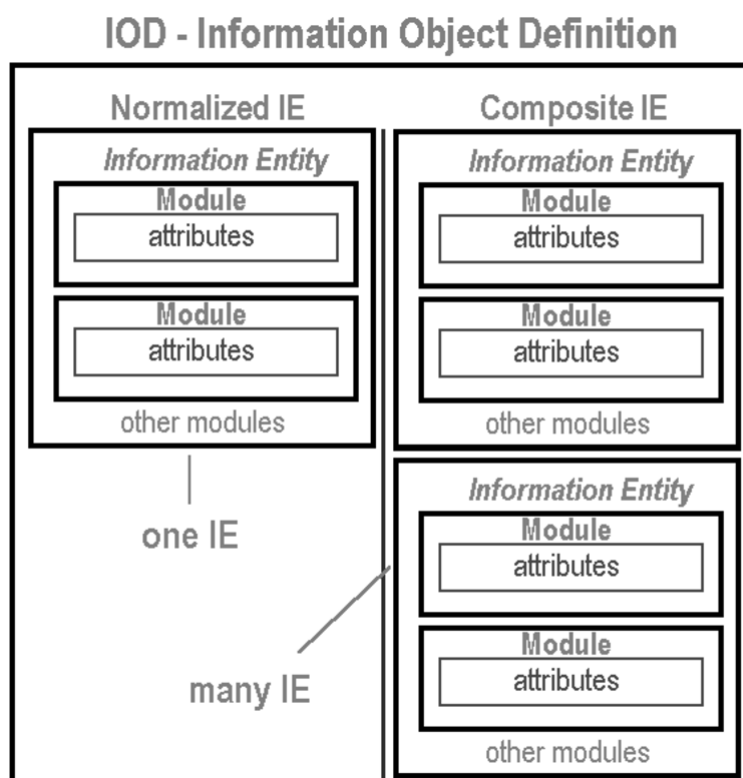 IOD - Information Object Definition
Normalized IE
Information Entity
Module
attributes
Module
attributes
other modules
one IE
many IE
Composite IE
Information Entity
Module
attributes
Module
attributes
other modules
Information Entity
Module
attributes
Module
attributes
other modules